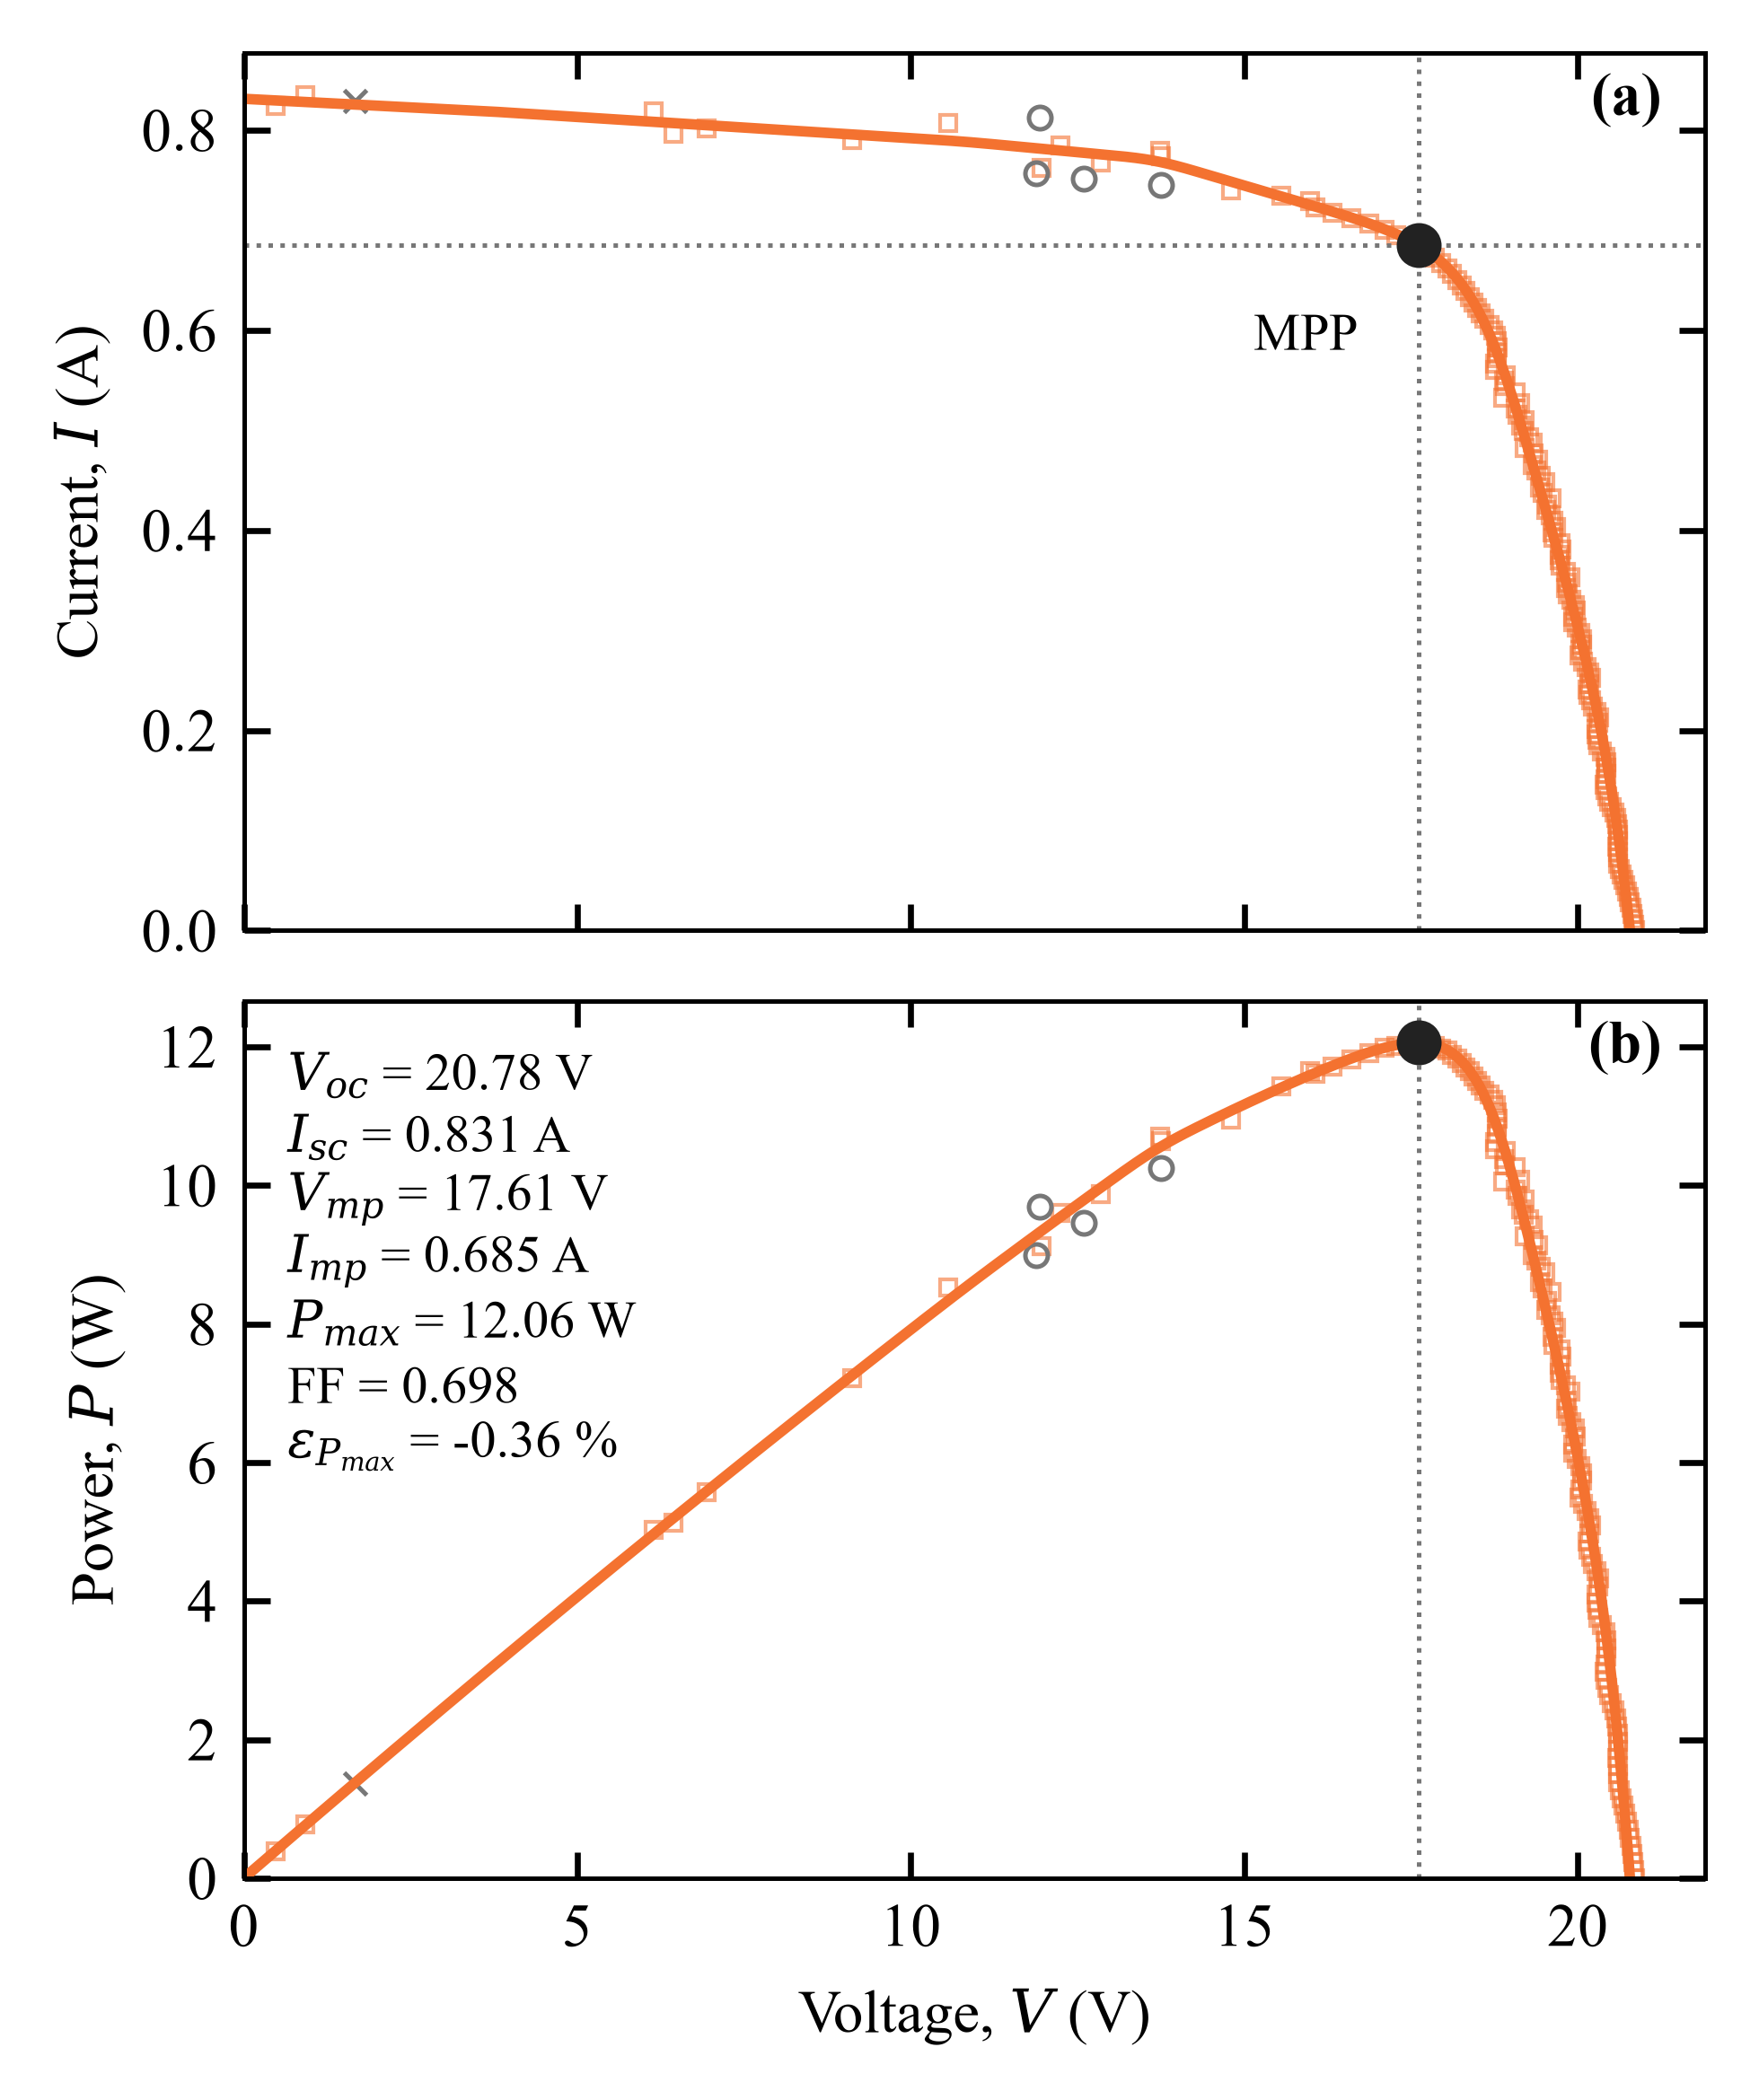 (a)
0.8
0.6
0.4
0.2
0.0
Current, I (A)
MPP
(b)
12
10
8
6
4
2
0
Power, P (W)
V_oc = 20.78 V
I_sc = 0.831 A
V_mp = 17.61 V
I_mp = 0.685 A
P_max = 12.06 W
FF = 0.698
ε_P_max = -0.36 %
0 5 10 15 20
Voltage, V (V)